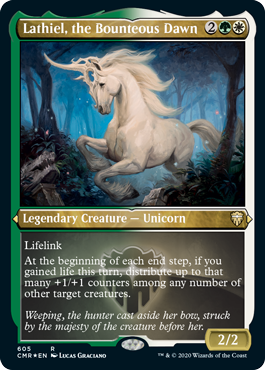 Lathiel, the Bounteous Dawn 2
Legendary Creature — Unicorn
Lifelink
At the beginning of each end step, if you
gained life this turn, distribute up to that
many +1/+1 counters among any number of
other target creatures.
Weeping, the hunter cast aside her bow, struck
by the majesty of the creature before her.
2/2
605 R
CMR EN LUCAS GRACIANO
™ & © 2020 Wizards of the Coast